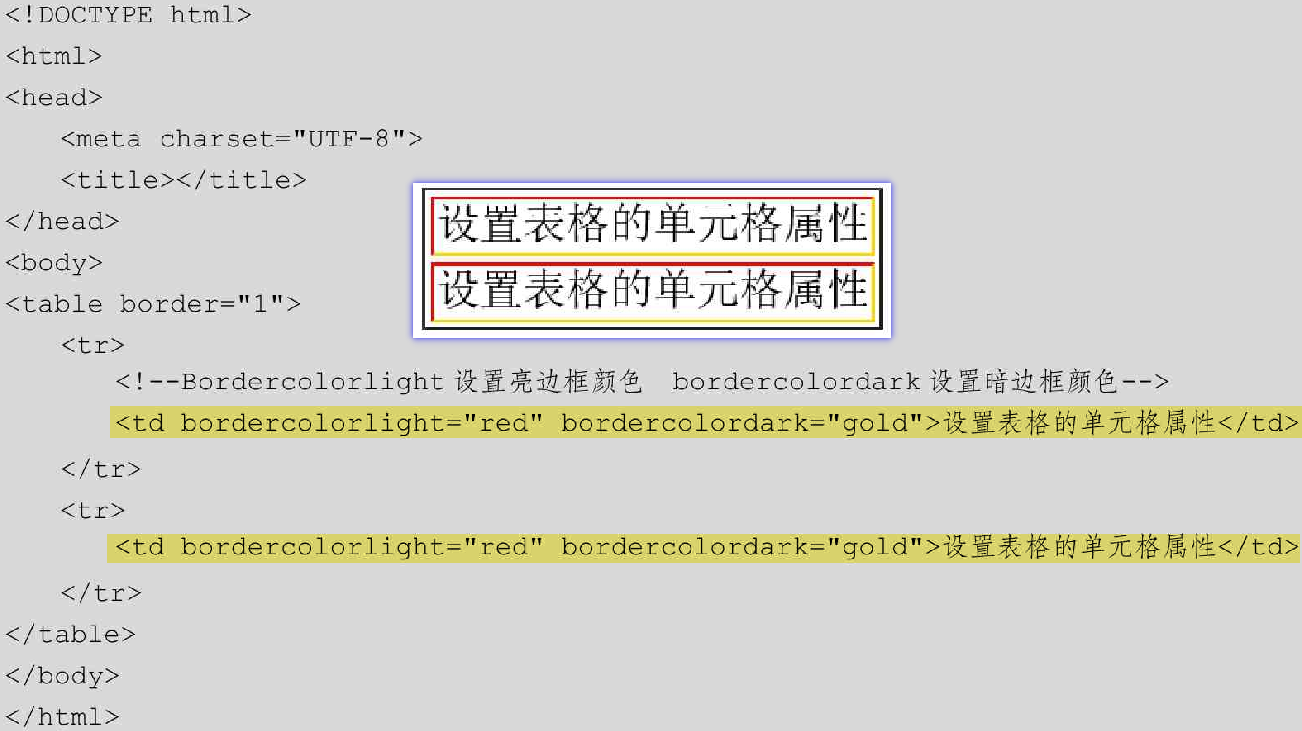 <!DOCTYPE html>
<html>
<head>
<meta charset="UTF-8">
<title></title>
</head>
<body>
<table border="1">
<tr>
<!--Bordercolorlight 设置亮边框颜色 bordercolordark 设置暗边框颜色-->
<td bordercolorlight="red" bordercolordark="gold">设置表格的单元格属性</td>
</tr>
<tr>
<td bordercolorlight="red" bordercolordark="gold">设置表格的单元格属性</td>
</tr>
</table>
</body>
</html>
设置表格的单元格属性
设置表格的单元格属性